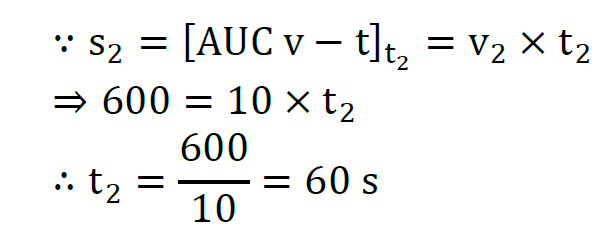 ∵ s₂ = [AUC v − t]ₜ₂ = v₂ × t₂
⇒ 600 = 10 × t₂
∴ t₂ = 600/10 = 60 s